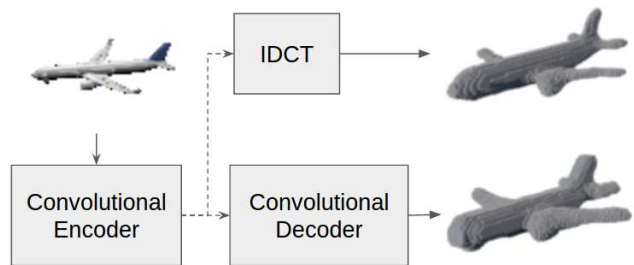 IDCT
Convolutional
Encoder
Convolutional
Decoder